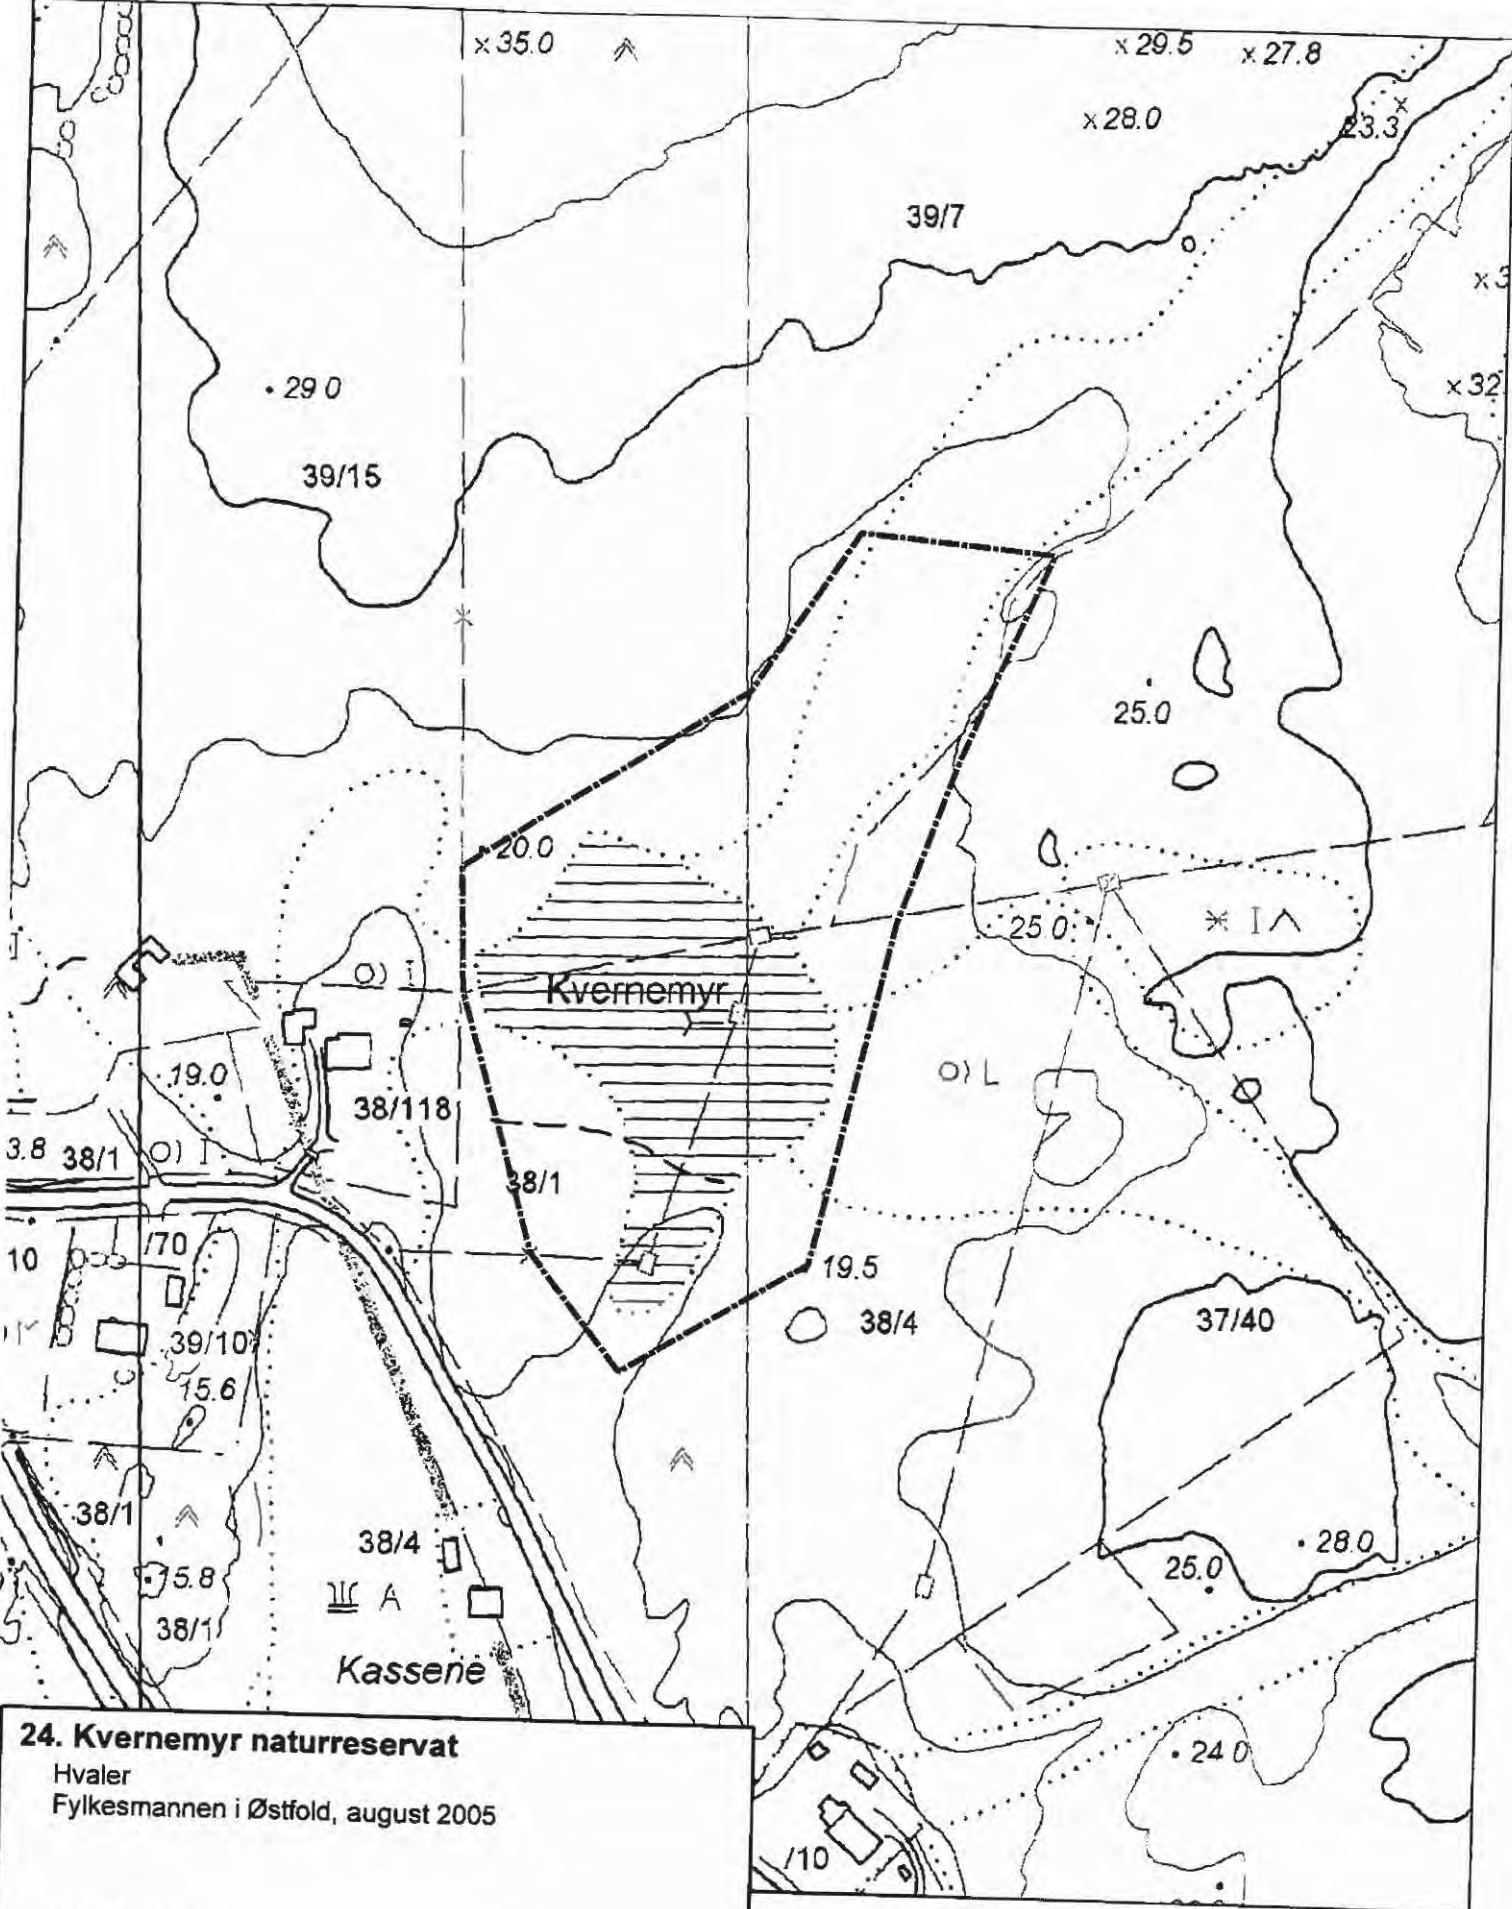 ×35.0
×29.5
×27.8
×28.0
23.3
39/7
29.0
39/15
×32
25.0
20.0
25.0
I
I
I
Kvernemyr
19.0
38/118
L
3.8
38/1
I
38/1
10
/70
19.5
38/4
37/40
39/10
15.6
38/1
38/4
28.0
25.0
15.8
A
38/1
Kassene
24. Kvernemyr naturreservat
Hvaler
Fylkesmannen i Østfold, august 2005
24.0
/10